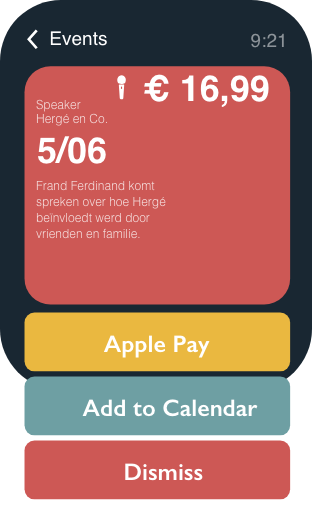 Events
9:21
€ 16,99
Speaker
Hergé en Co.
5/06
Frand Ferdinand komt
spreken over hoe Hergé
beïnvloedt werd door
vrienden en familie.
Apple Pay
Add to Calendar
Dismiss